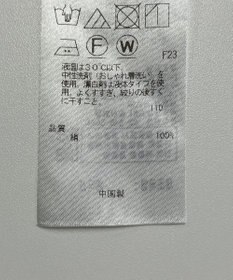 F W
F23
液温は30℃以下、
中性洗剤(おしゃれ着洗い)を
使用。漂白剤は液体タイプを使
用。よくすすぎ、絞りの後すぐ
に干すこと。
110
品質
絹 100%
中国製